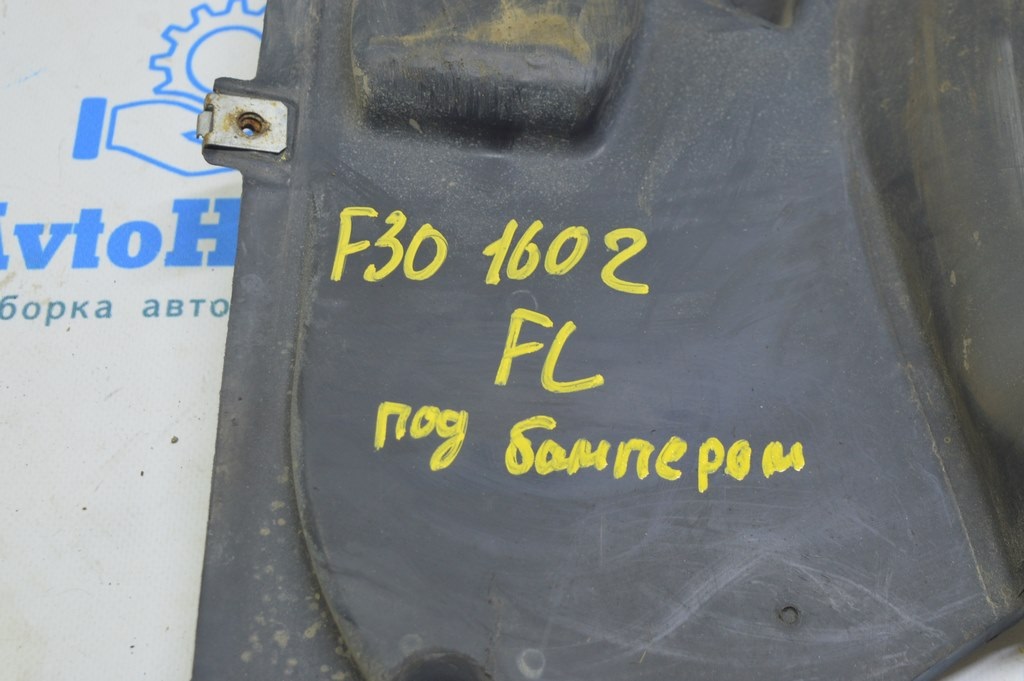 F30 1602
FL
под бампером
AvtoH
борка авто